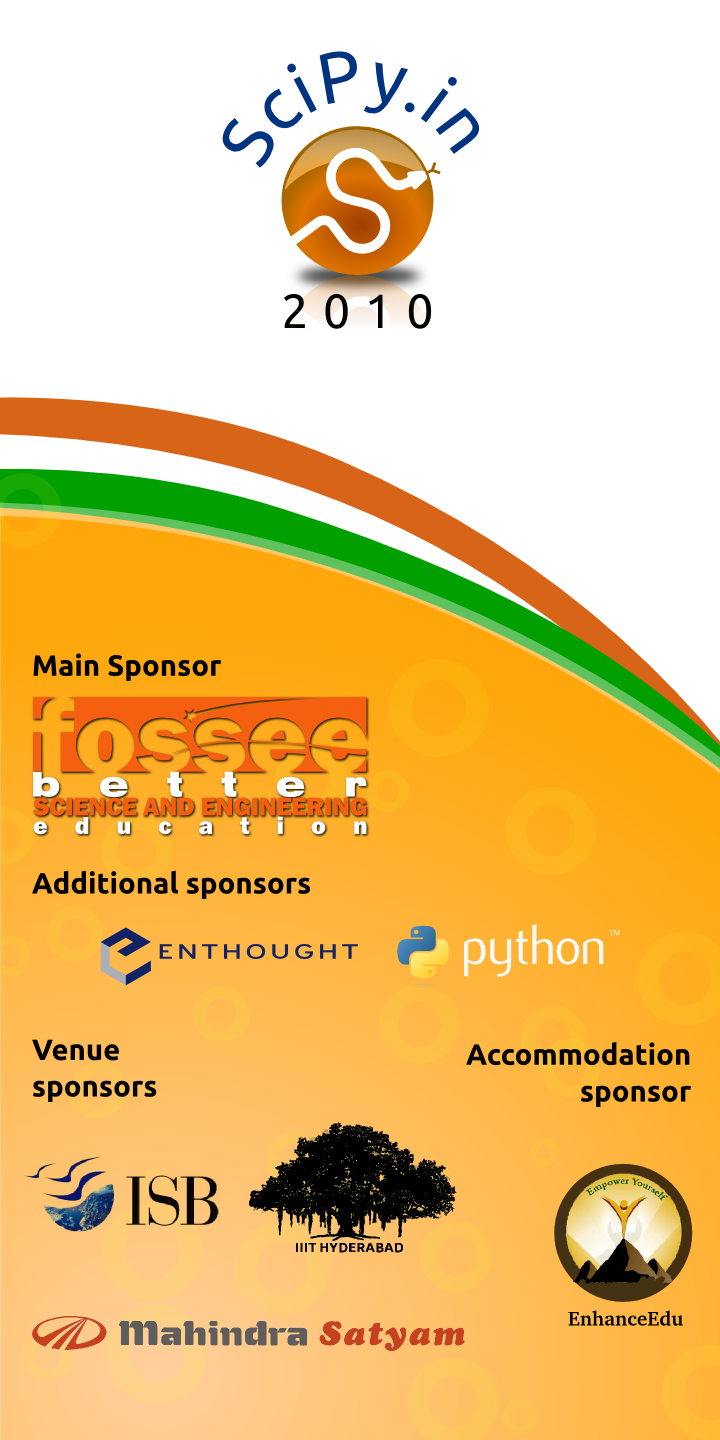 SciPy.in
2010
Main Sponsor
fossee
better
SCIENCE AND ENGINEERING
education
Additional sponsors
ENTHOUGHT
python™
Venue
sponsors
Accommodation
sponsor
ISB
IIIT HYDERABAD
Empower Yourself
EnhanceEdu
Mahindra Satyam